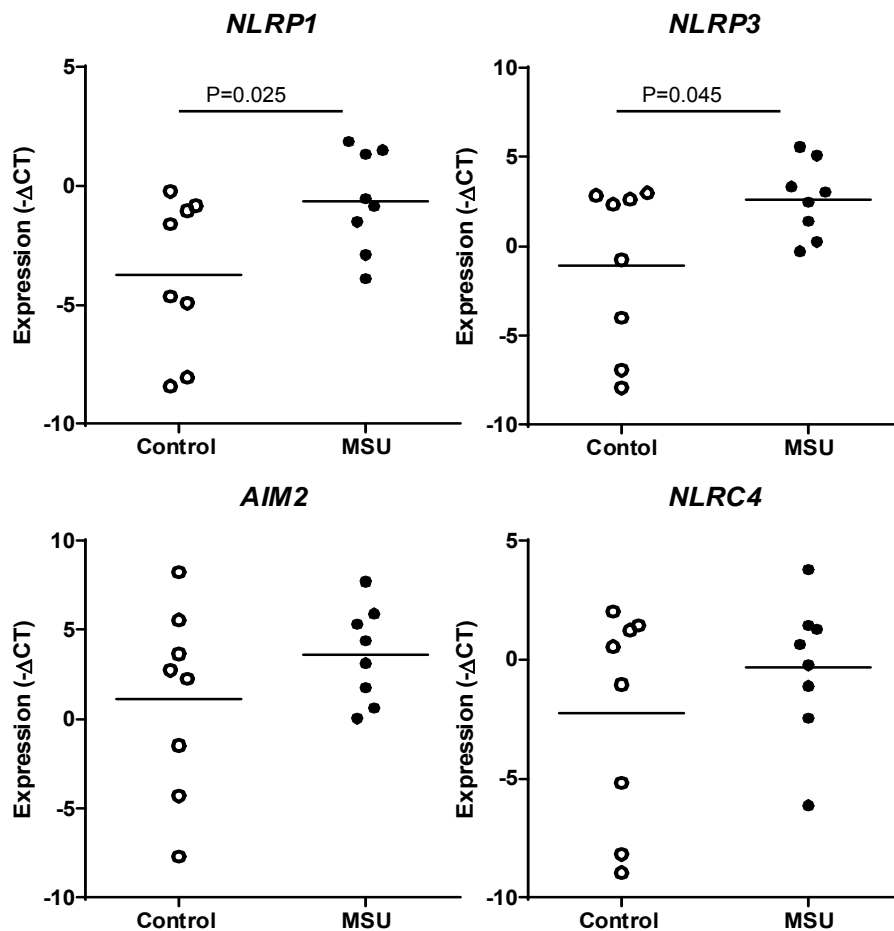 NLRP1
5
0
-5
-10
Expression (-ΔCT)
P=0.025
Control MSU
NLRP3
10
5
0
-5
-10
Expression (-ΔCT)
P=0.045
Contol MSU
AIM2
10
5
0
-5
-10
Expression (-ΔCT)
Control MSU
NLRC4
5
0
-5
-10
Expression (-ΔCT)
Control MSU